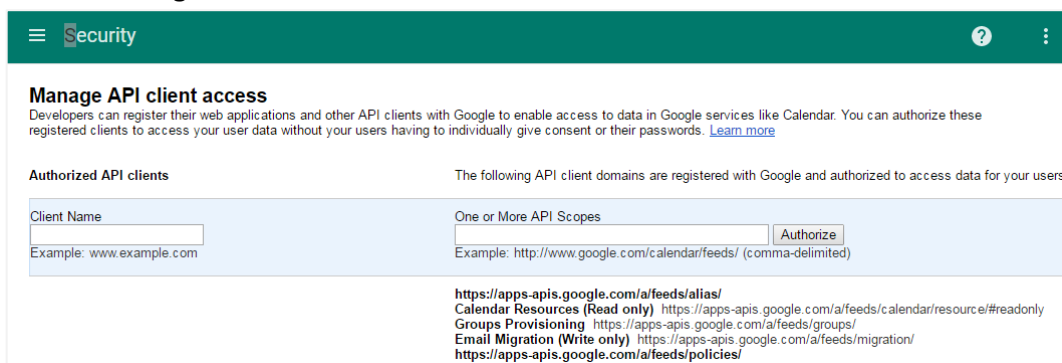 Security
Manage API client access
Developers can register their web applications and other API clients with Google to enable access to data in Google services like Calendar. You can authorize these
registered clients to access your user data without your users having to individually give consent or their passwords. Learn more
Authorized API clients
The following API client domains are registered with Google and authorized to access data for your users
Client Name
One or More API Scopes
Authorize
Example: www.example.com
Example: http://www.google.com/calendar/feeds/ (comma-delimited)
https://apps-apis.google.com/a/feeds/alias/
Calendar Resources (Read only) https://apps-apis.google.com/a/feeds/calendar/resource/#readonly
Groups Provisioning https://apps-apis.google.com/a/feeds/groups/
Email Migration (Write only) https://apps-apis.google.com/a/feeds/migration/
https://apps-apis.google.com/a/feeds/policies/